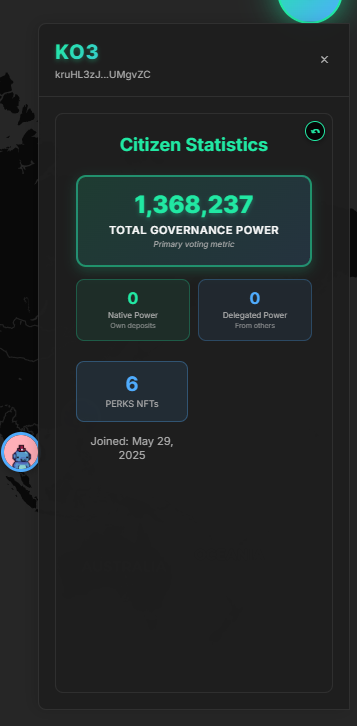 KO3
kruHL3zJ...UMgvZC
×
Citizen Statistics
1,368,237
TOTAL GOVERNANCE POWER
Primary voting metric
0
Native Power
Own deposits
0
Delegated Power
From others
6
PERKS NFTs
Joined: May 29,
2025